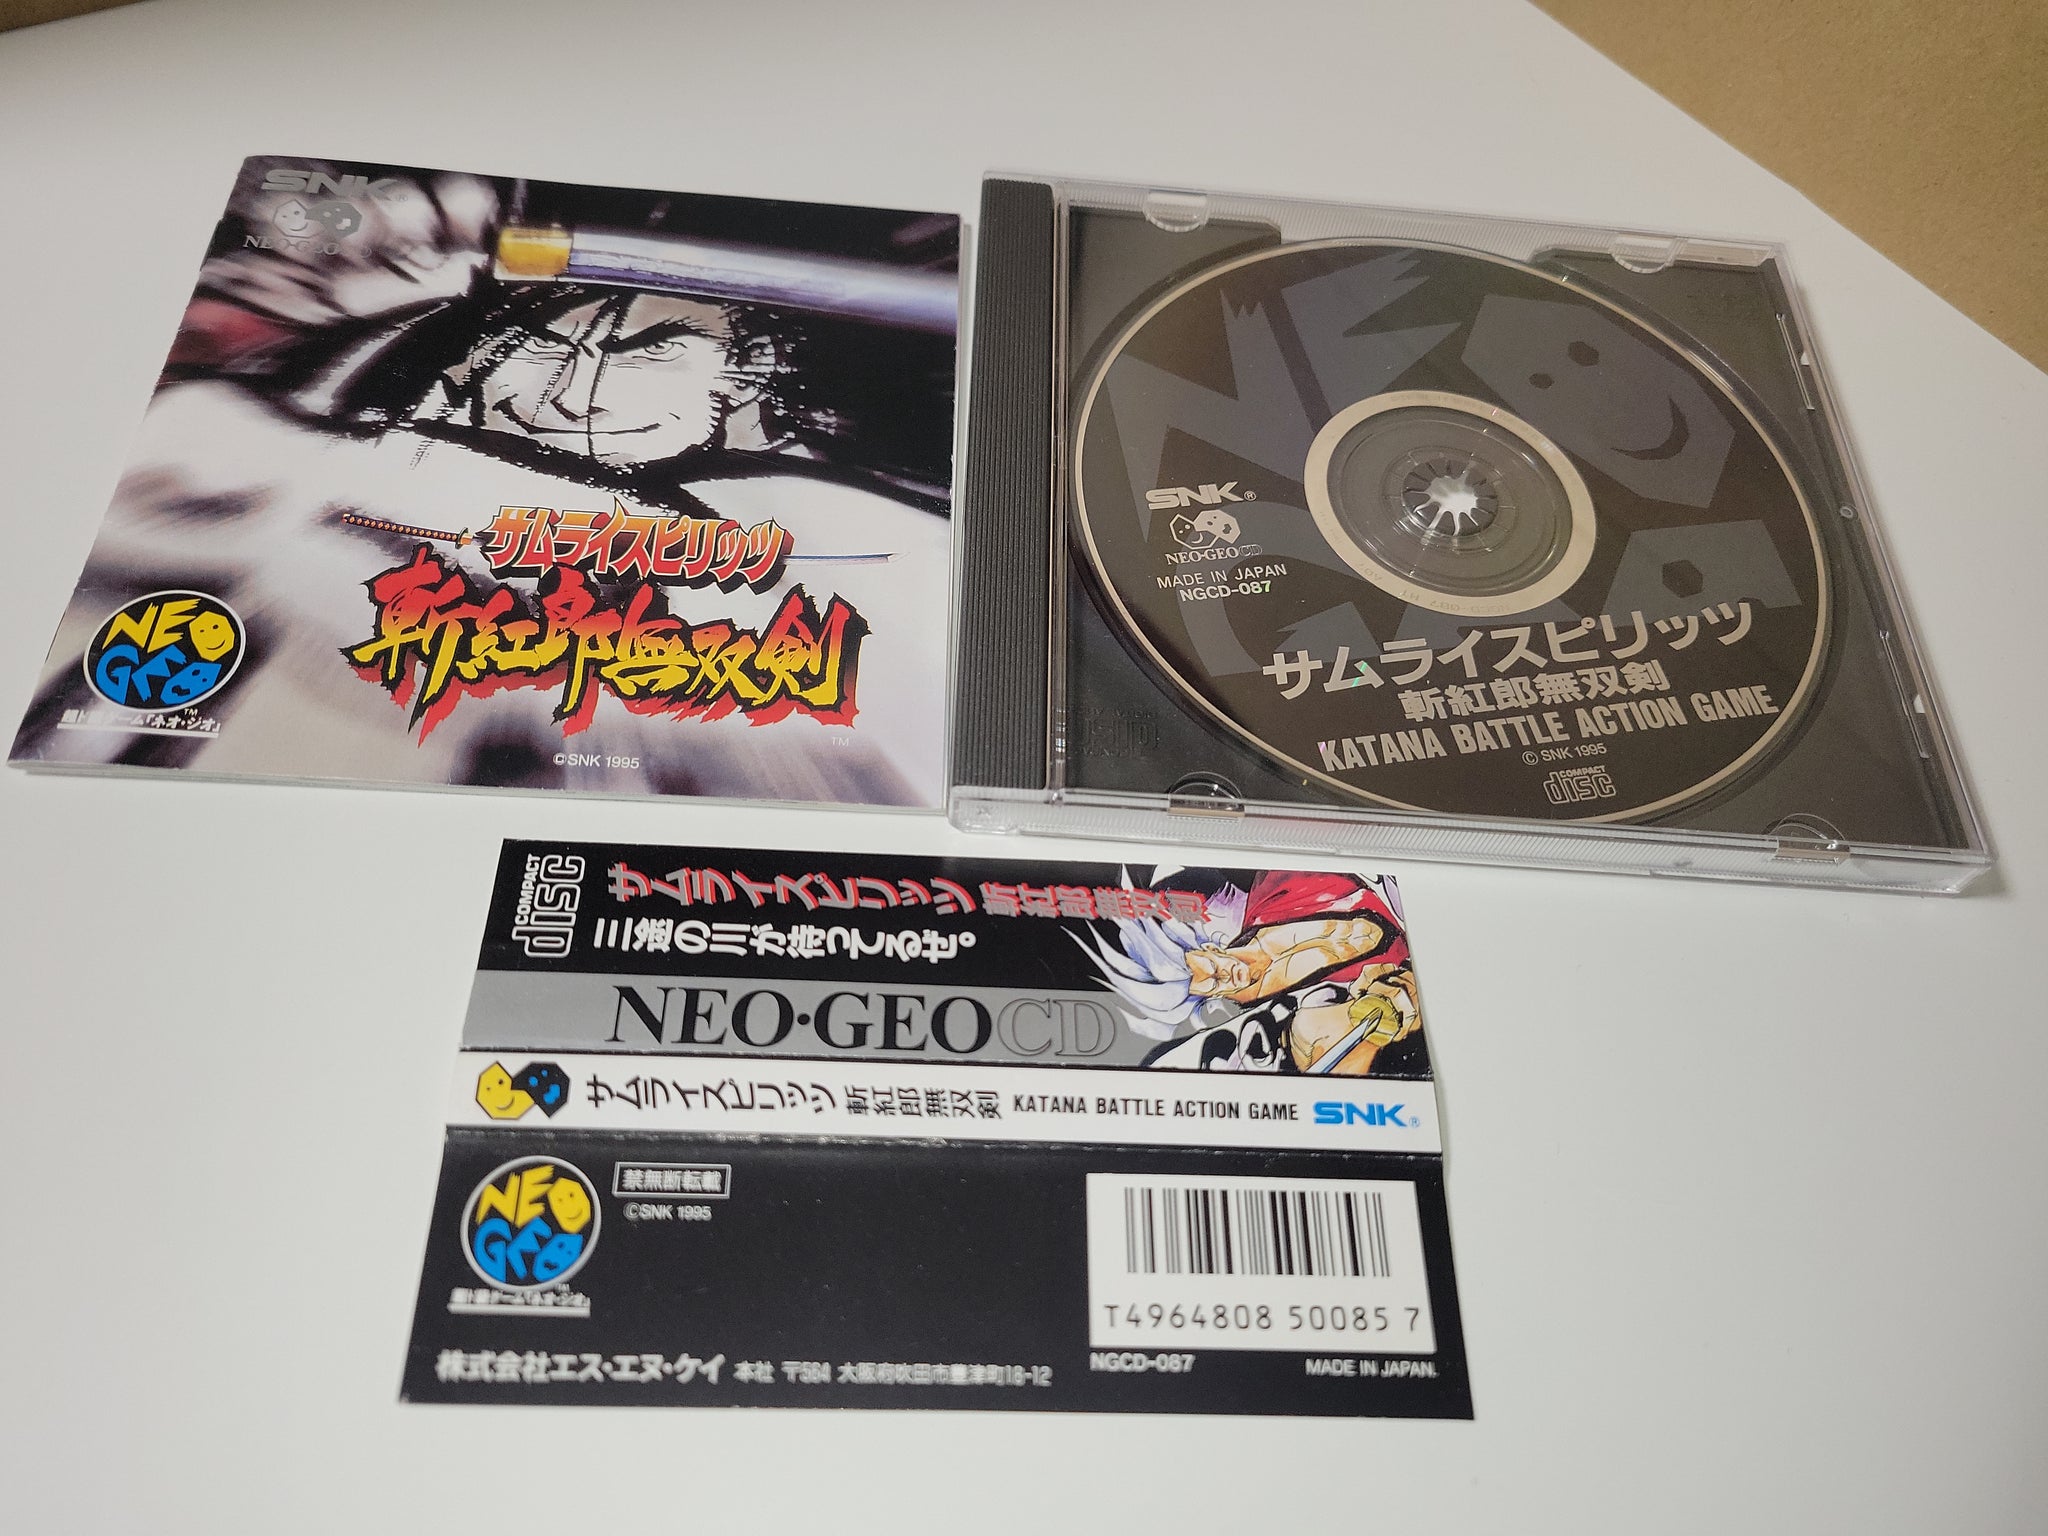 SNK®
NEO·GEO CD
サムライスピリッツ
斬紅郎無双剣
TM
NEO
GEO
TM
©SNK 1995
SNK®
NEO·GEO CD
MADE IN JAPAN
NGCD-087
NEO
サムライスピリッツ
斬紅郎無双剣
KATANA BATTLE ACTION GAME
© SNK 1995
COMPACT
disc
COMPACT
disc
サムライスピリッツ 斬紅郎無双剣
三途の川が待ってるぜ。
NEO·GEO CD
サムライスピリッツ 斬紅郎無双剣 KATANA BATTLE ACTION GAME SNK®
NEO
GEO
TM
禁無断転載
©SNK 1995
T4964808 50085 7
NGCD-087
MADE IN JAPAN.
株式会社エス・エヌ・ケイ 本社 〒564 大阪府吹田市豊津町18-12